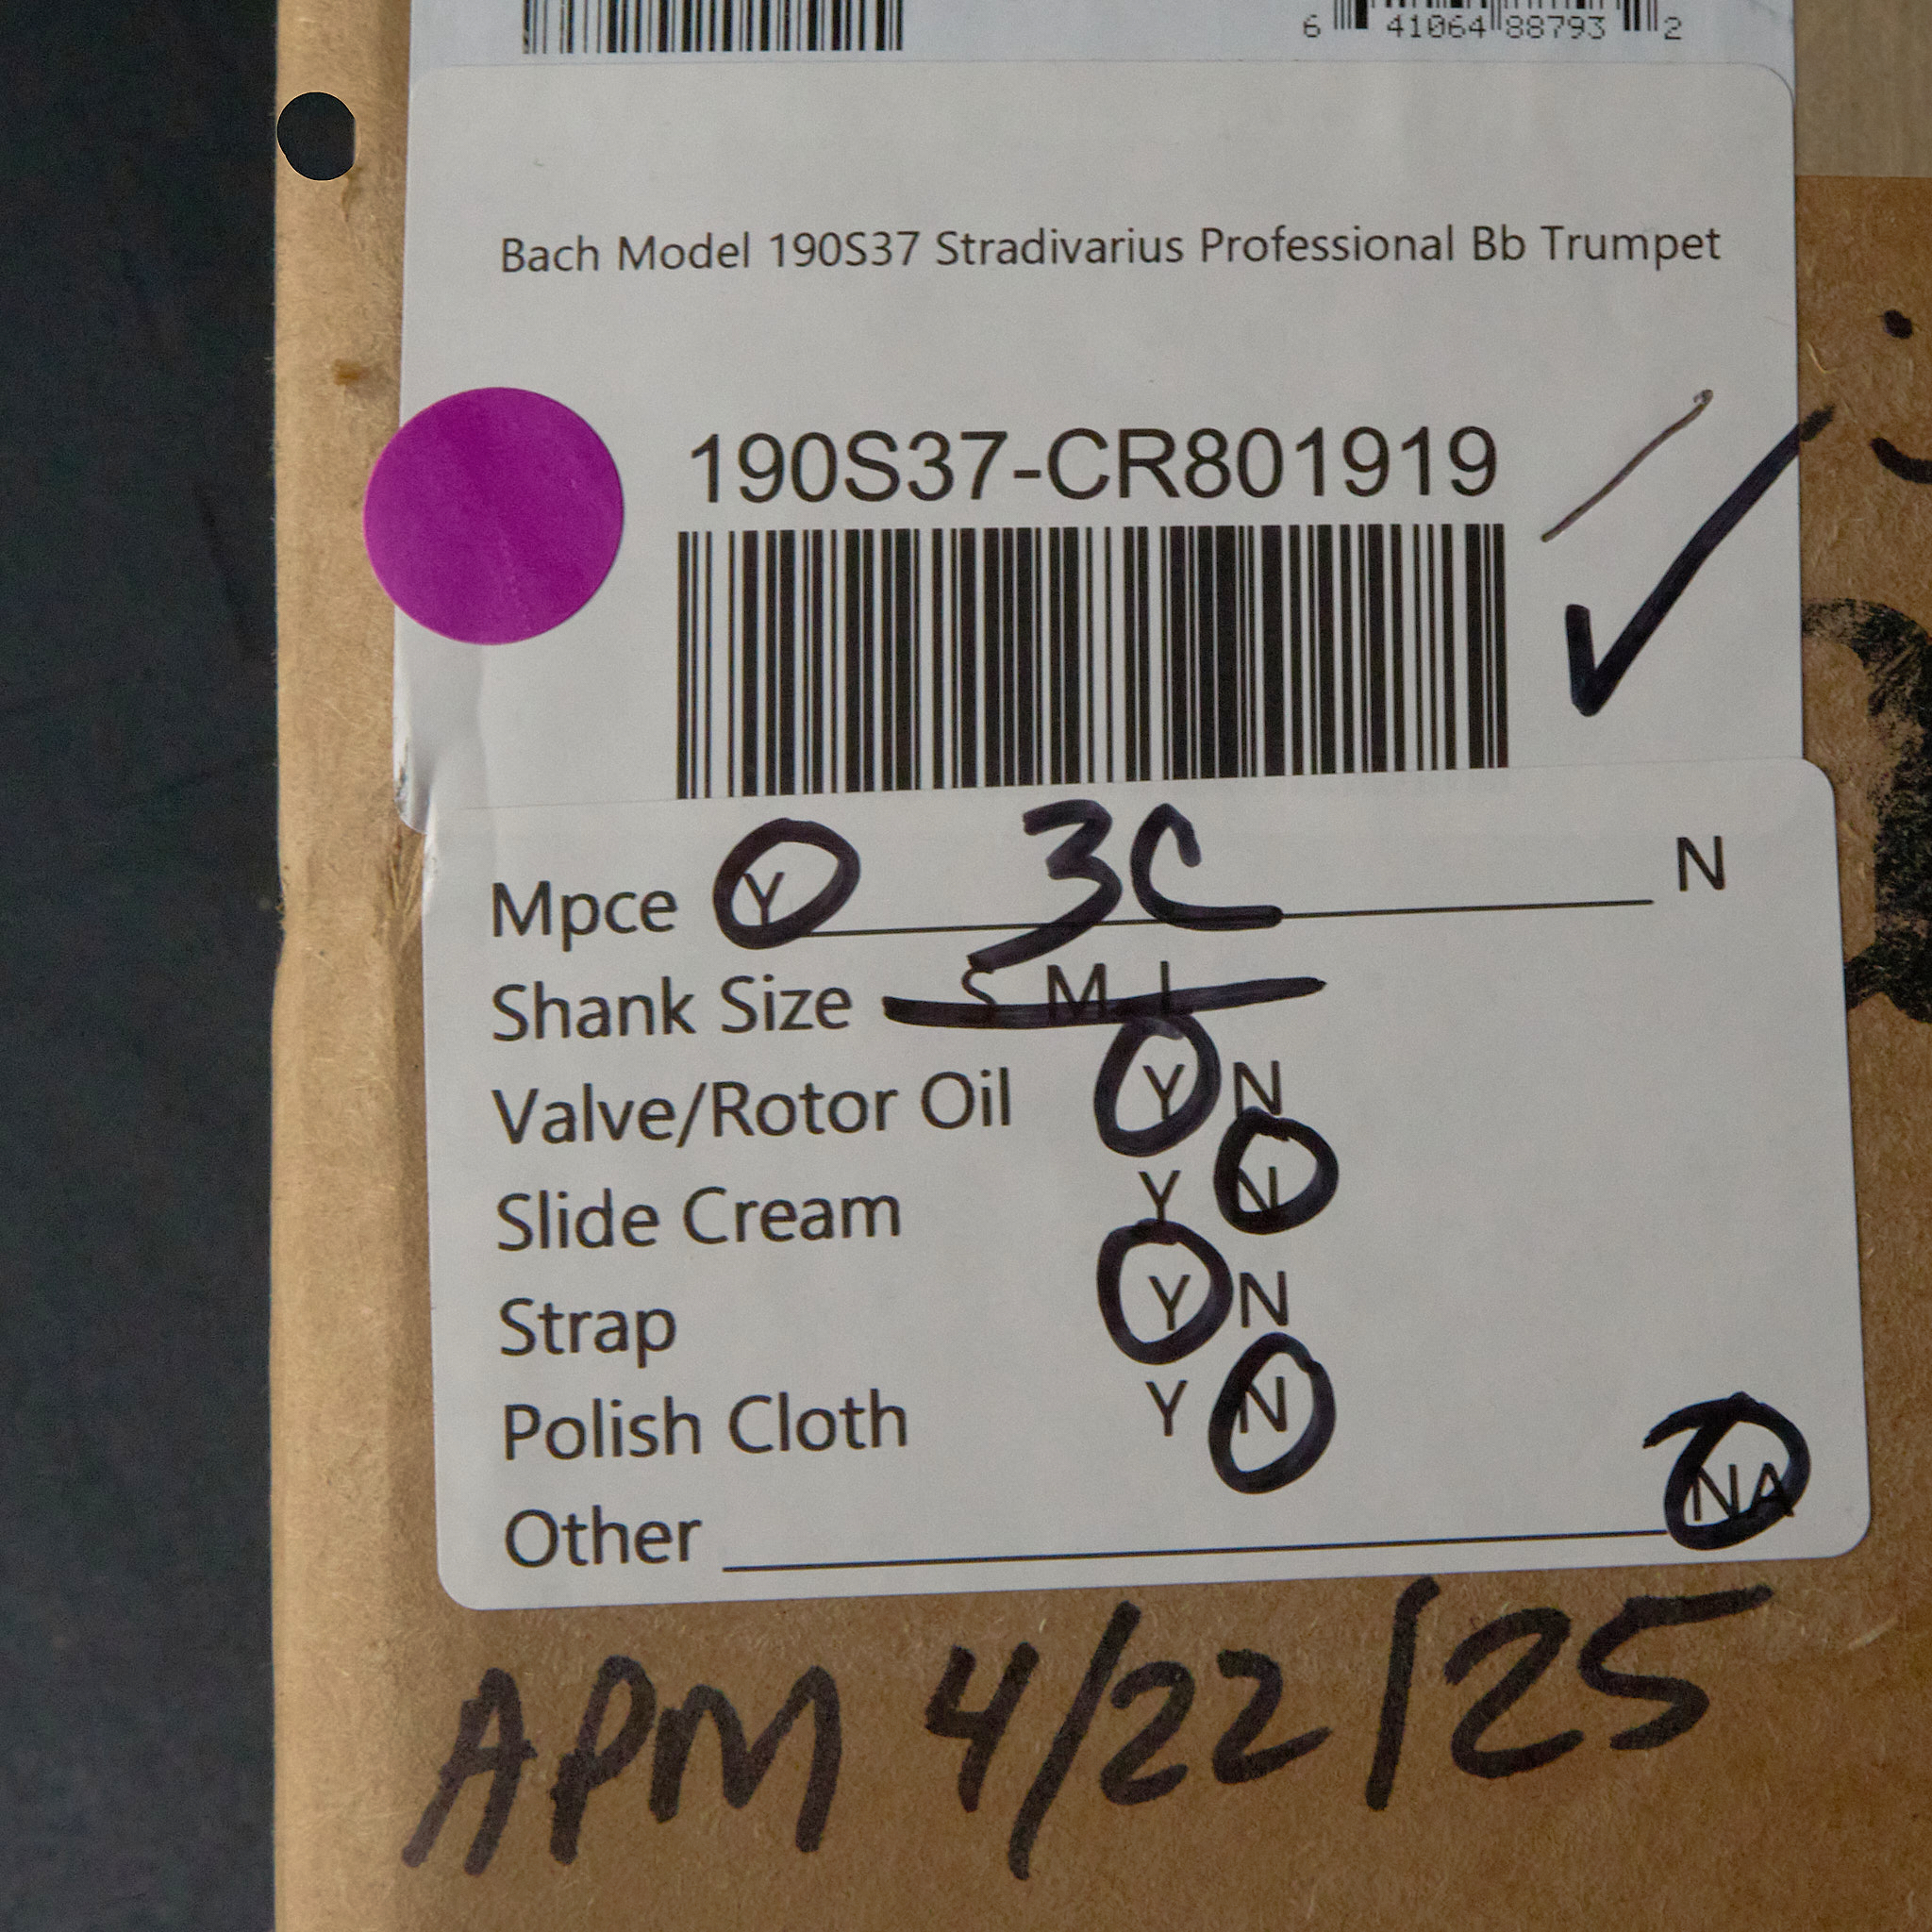 6 41064 88793 2
Bach Model 190S37 Stradivarius Professional Bb Trumpet
190S37-CR801919
Mpce Y 3C N
Shank Size S M L
Valve/Rotor Oil Y N
Slide Cream Y N
Strap Y N
Polish Cloth Y N
Other NA
APM 4/22/25